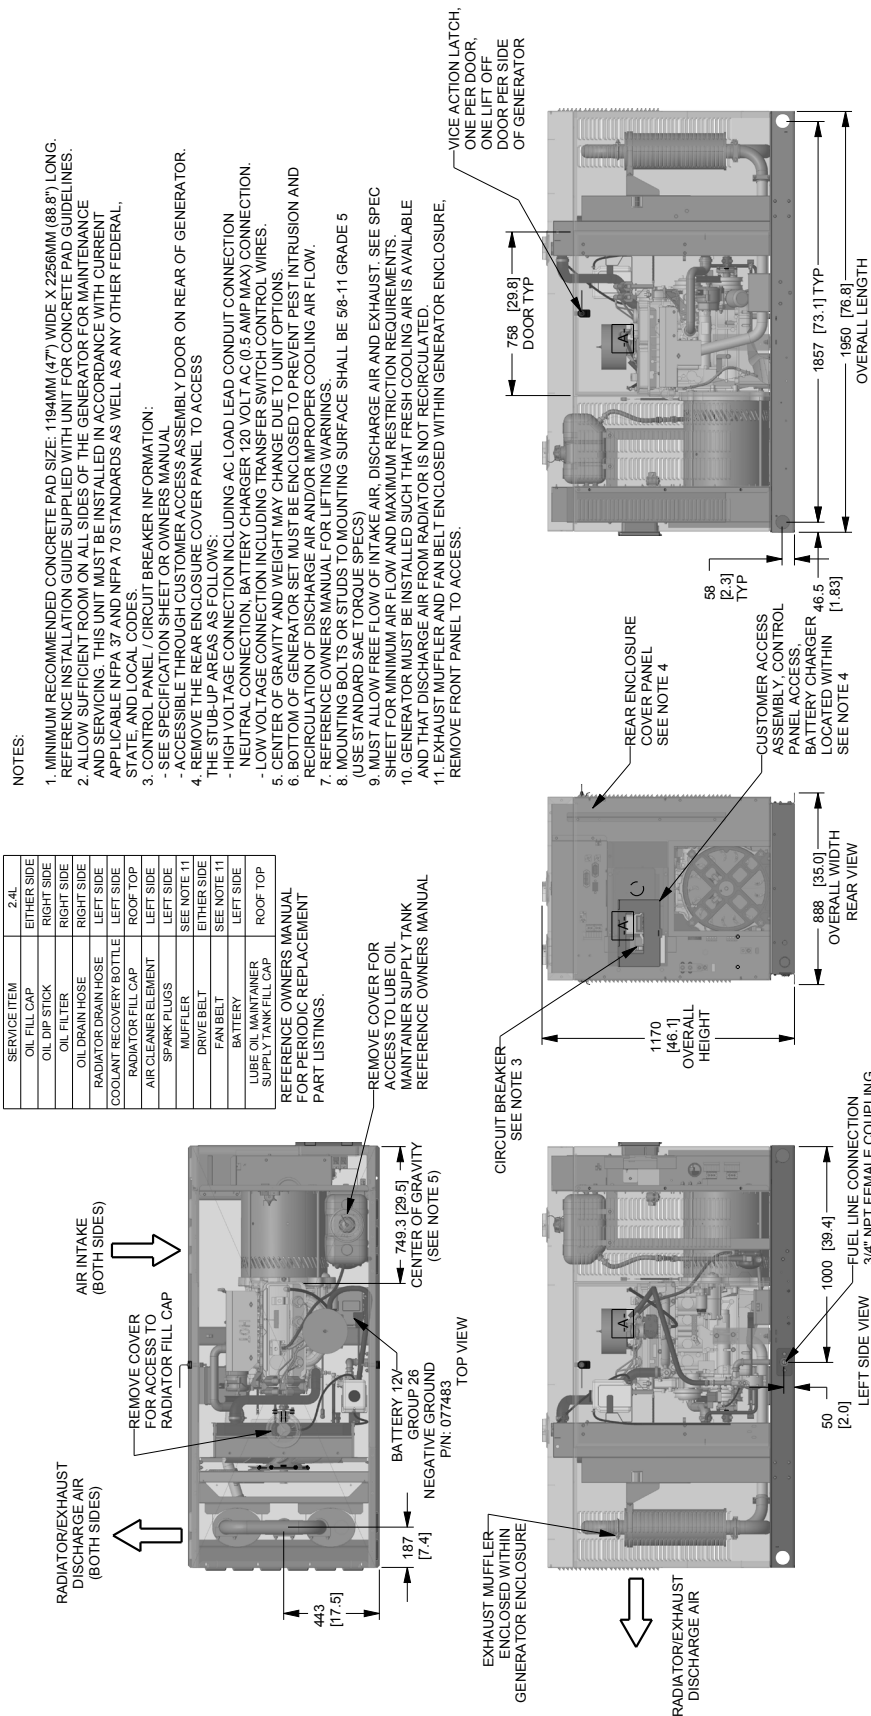 SERVICE ITEM 2.4L
OIL FILL CAP EITHER SIDE
OIL DIP STICK RIGHT SIDE
OIL FILTER RIGHT SIDE
OIL DRAIN HOSE RIGHT SIDE
RADIATOR DRAIN HOSE LEFT SIDE
COOLANT RECOVERY BOTTLE LEFT SIDE
RADIATOR FILL CAP ROOF TOP
AIR CLEANER ELEMENT LEFT SIDE
SPARK PLUGS LEFT SIDE
MUFFLER SEE NOTE 11
DRIVE BELT EITHER SIDE
FAN BELT SEE NOTE 11
BATTERY LEFT SIDE
LUBE OIL MAINTAINER
SUPPLY TANK FILL CAP ROOF TOP
REFERENCE OWNERS MANUAL
FOR PERIODIC REPLACEMENT
PART LISTINGS.
NOTES:
1. MINIMUM RECOMMENDED CONCRETE PAD SIZE: 1194MM (47") WIDE X 2256MM (88.8") LONG.
REFERENCE INSTALLATION GUIDE SUPPLIED WITH UNIT FOR CONCRETE PAD GUIDELINES.
2. ALLOW SUFFICIENT ROOM ON ALL SIDES OF THE GENERATOR FOR MAINTENANCE
AND SERVICING. THIS UNIT MUST BE INSTALLED IN ACCORDANCE WITH CURRENT
APPLICABLE NFPA 37 AND NFPA 70 STANDARDS AS WELL AS ANY OTHER FEDERAL,
STATE, AND LOCAL CODES.
3. CONTROL PANEL / CIRCUIT BREAKER INFORMATION:
- SEE SPECIFICATION SHEET OR OWNERS MANUAL
- ACCESSIBLE THROUGH CUSTOMER ACCESS ASSEMBLY DOOR ON REAR OF GENERATOR.
4. REMOVE THE REAR ENCLOSURE COVER PANEL TO ACCESS
THE STUB-UP AREAS AS FOLLOWS:
- HIGH VOLTAGE CONNECTION INCLUDING AC LOAD LEAD CONDUIT CONNECTION
NEUTRAL CONNECTION, BATTERY CHARGER 120 VOLT AC (0.5 AMP MAX) CONNECTION.
- LOW VOLTAGE CONNECTION INCLUDING TRANSFER SWITCH CONTROL WIRES.
5. CENTER OF GRAVITY AND WEIGHT MAY CHANGE DUE TO UNIT OPTIONS.
6. BOTTOM OF GENERATOR SET MUST BE ENCLOSED TO PREVENT PEST INTRUSION AND
RECIRCULATION OF DISCHARGE AIR AND/OR IMPROPER COOLING AIR FLOW.
7. REFERENCE OWNERS MANUAL FOR LIFTING WARNINGS.
8. MOUNTING BOLTS OR STUDS TO MOUNTING SURFACE SHALL BE 5/8-11 GRADE 5
(USE STANDARD SAE TORQUE SPECS)
9. MUST ALLOW FREE FLOW OF INTAKE AIR, DISCHARGE AIR AND EXHAUST. SEE SPEC
SHEET FOR MINIMUM AIR FLOW AND MAXIMUM RESTRICTION REQUIREMENTS.
10. GENERATOR MUST BE INSTALLED SUCH THAT FRESH COOLING AIR IS AVAILABLE
AND THAT DISCHARGE AIR FROM RADIATOR IS NOT RECIRCULATED.
11. EXHAUST MUFFLER AND FAN BELT ENCLOSED WITHIN GENERATOR ENCLOSURE,
REMOVE FRONT PANEL TO ACCESS.
RADIATOR/EXHAUST
DISCHARGE AIR
(BOTH SIDES)
REMOVE COVER
FOR ACCESS TO
RADIATOR FILL CAP
AIR INTAKE
(BOTH SIDES)
443
[17.5]
187
[7.4]
BATTERY 12V
GROUP 26
NEGATIVE GROUND
P/N: 077483
749.3 [29.5]
CENTER OF GRAVITY
(SEE NOTE 5)
TOP VIEW
REMOVE COVER FOR
ACCESS TO LUBE OIL
MAINTAINER SUPPLY TANK
REFERENCE OWNERS MANUAL
EXHAUST MUFFLER
ENCLOSED WITHIN
GENERATOR ENCLOSURE
RADIATOR/EXHAUST
DISCHARGE AIR
-A-
50
[2.0]
1000 [39.4]
LEFT SIDE VIEW
FUEL LINE CONNECTION
3/4" NPT FEMALE COUPLING
CIRCUIT BREAKER
SEE NOTE 3
1170
[46.1]
OVERALL
HEIGHT
-A-
888 [35.0]
OVERALL WIDTH
REAR VIEW
REAR ENCLOSURE
COVER PANEL
SEE NOTE 4
CUSTOMER ACCESS
ASSEMBLY, CONTROL
PANEL ACCESS,
BATTERY CHARGER
LOCATED WITHIN
SEE NOTE 4
58
[2.3]
TYP
46.5
[1.83]
758 [29.8]
DOOR TYP
-A-
VICE ACTION LATCH,
ONE PER DOOR,
ONE LIFT OFF
DOOR PER SIDE
OF GENERATOR
1857 [73.1] TYP
1950 [76.8]
OVERALL LENGTH